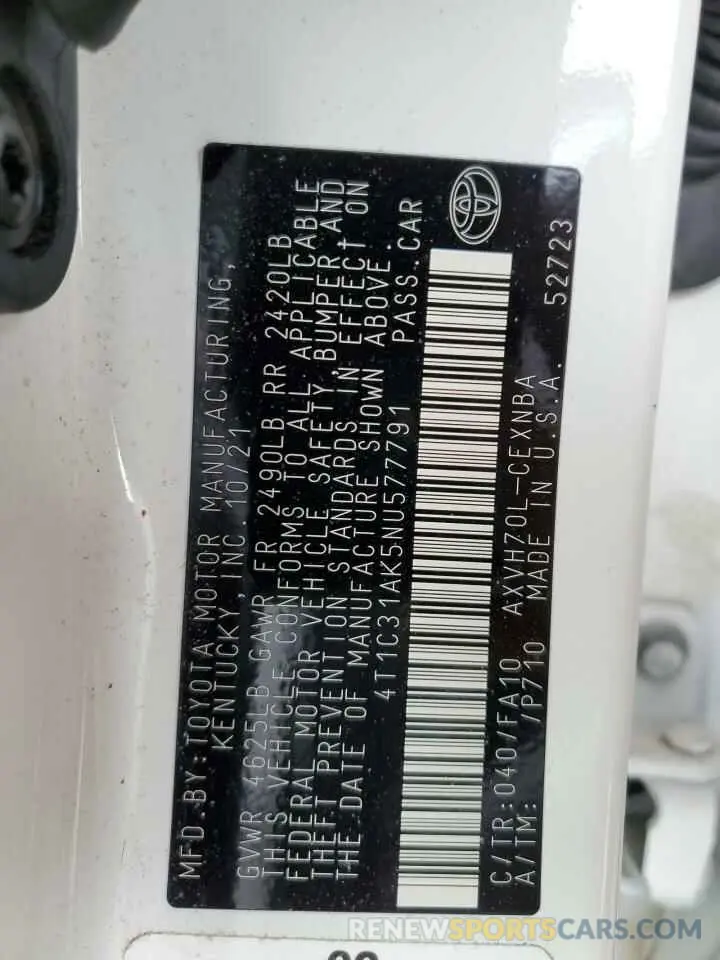 MFD.BY:TOYOTA MOTOR MANUFACTURING,
KENTUCKY,INC. 10/21
GVWR 4625LB GAWR FR 2490LB RR 2420LB
THIS VEHICLE CONFORMS TO ALL APPLICABLE
FEDERAL MOTOR VEHICLE SAFETY, BUMPER, AND
THEFT PREVENTION STANDARDS IN EFFECT ON
THE DATE OF MANUFACTURE SHOWN ABOVE.
4T1C31AK5NU577791 PASS.CAR
C/TR:040/FA10 AXVH70L-CEXNBA
A/TM: /P710 MADE IN U.S.A. 52723
RENEWSPORTSCARS.COM